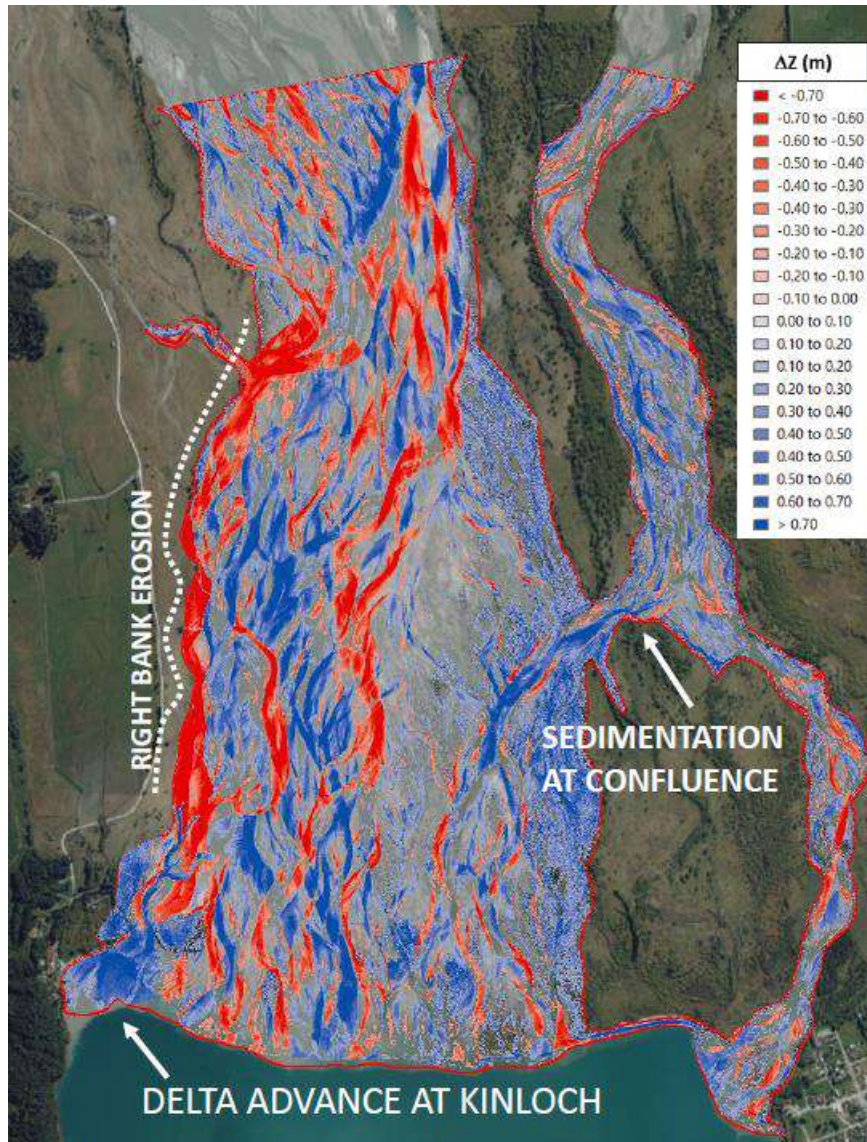 ΔZ (m)
< -0.70
-0.70 to -0.60
-0.60 to -0.50
-0.50 to -0.40
-0.40 to -0.30
-0.40 to -0.30
-0.30 to -0.20
-0.20 to -0.10
-0.20 to -0.10
-0.10 to 0.00
0.00 to 0.10
0.10 to 0.20
0.10 to 0.20
0.20 to 0.30
0.30 to 0.40
0.40 to 0.50
0.40 to 0.50
0.50 to 0.60
0.60 to 0.70
> 0.70
RIGHT BANK EROSION
SEDIMENTATION
AT CONFLUENCE
DELTA ADVANCE AT KINLOCH